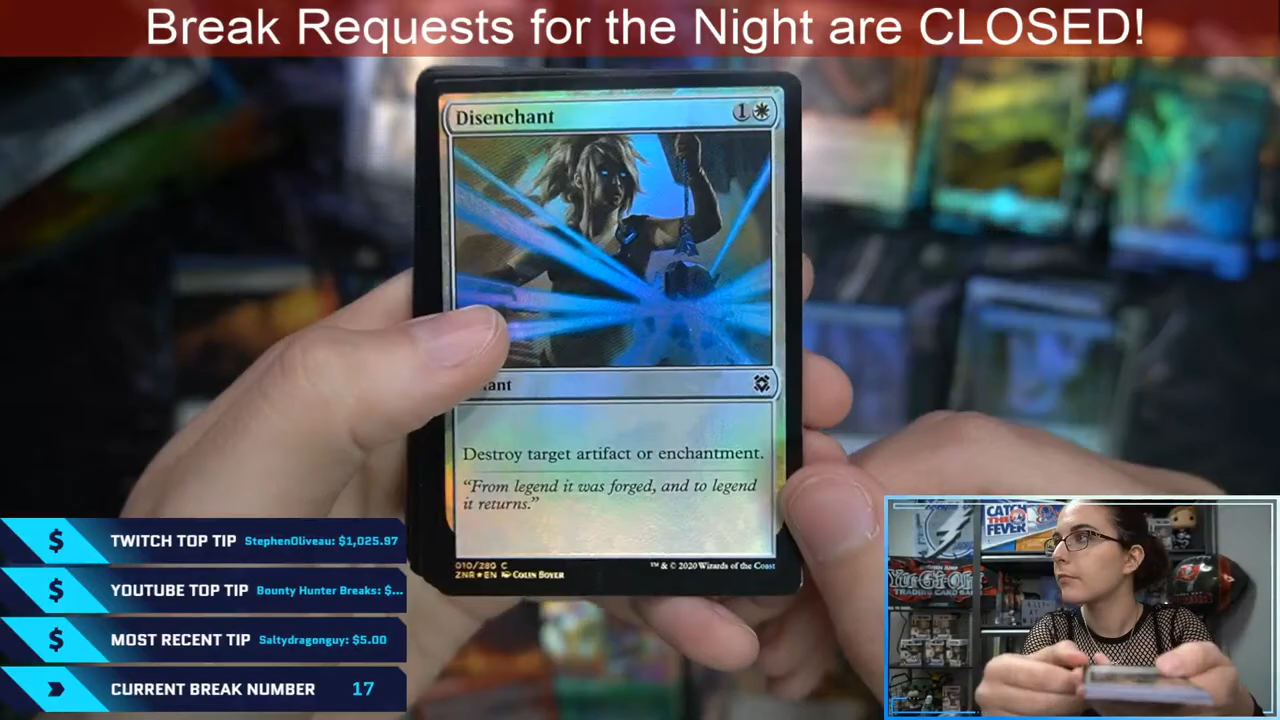 Break Requests for the Night are CLOSED!
Disenchant 1
Destroy target artifact or enchantment.
"From legend it was forged, and to legend
it returns."
010/280 C
ZNR★EN Colin Boyer ™ & © 2020 Wizards of the Coast
TWITCH TOP TIP StephenOliveau: $1,025.97
YOUTUBE TOP TIP Bounty Hunter Breaks: $...
MOST RECENT TIP Saltydragonguy: $5.00
CURRENT BREAK NUMBER 17
CATCH
THE
FEVER
Yu-Gi-Oh!
TRADING CARD GAME